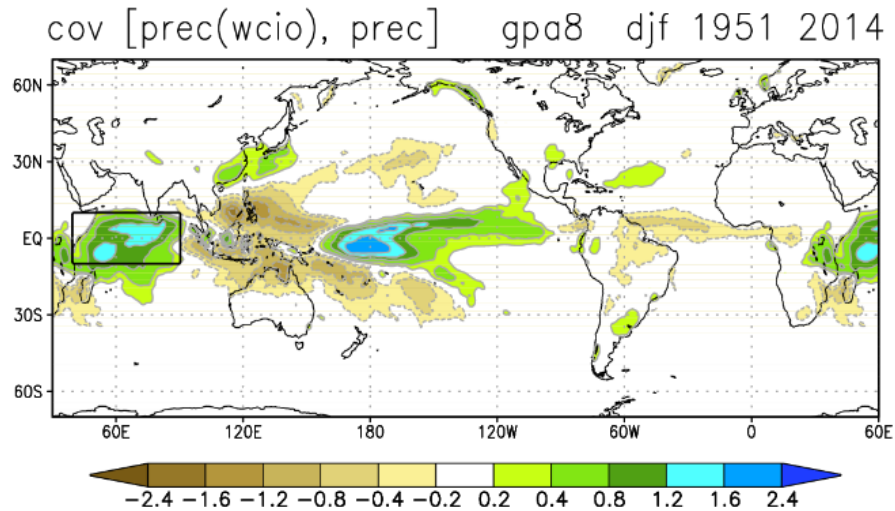 cov [prec(wcio), prec] gpa8 djf 1951 2014
60N
30N
EQ
30S
60S
60E 120E 180 120W 60W 0 60E
-2.4 -1.6 -1.2 -0.8 -0.4 -0.2 0.2 0.4 0.8 1.2 1.6 2.4